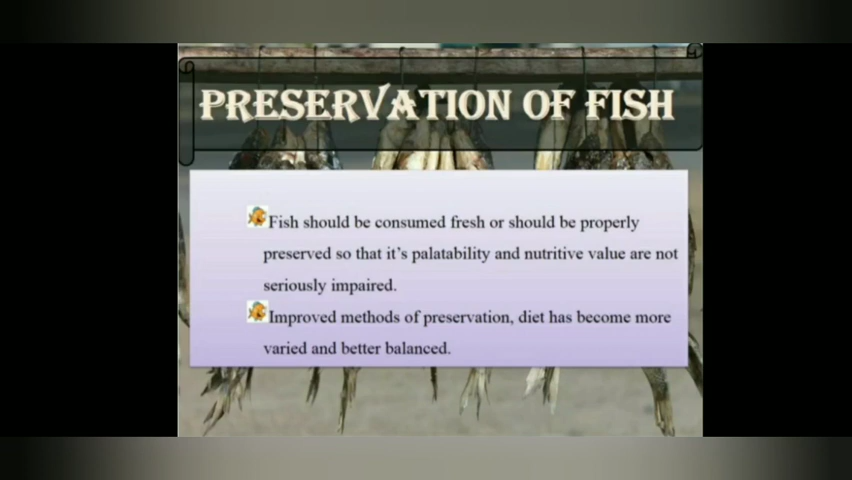 PRESERVATION OF FISH
Fish should be consumed fresh or should be properly
preserved so that it's palatability and nutritive value are not
seriously impaired.
Improved methods of preservation, diet has become more
varied and better balanced.